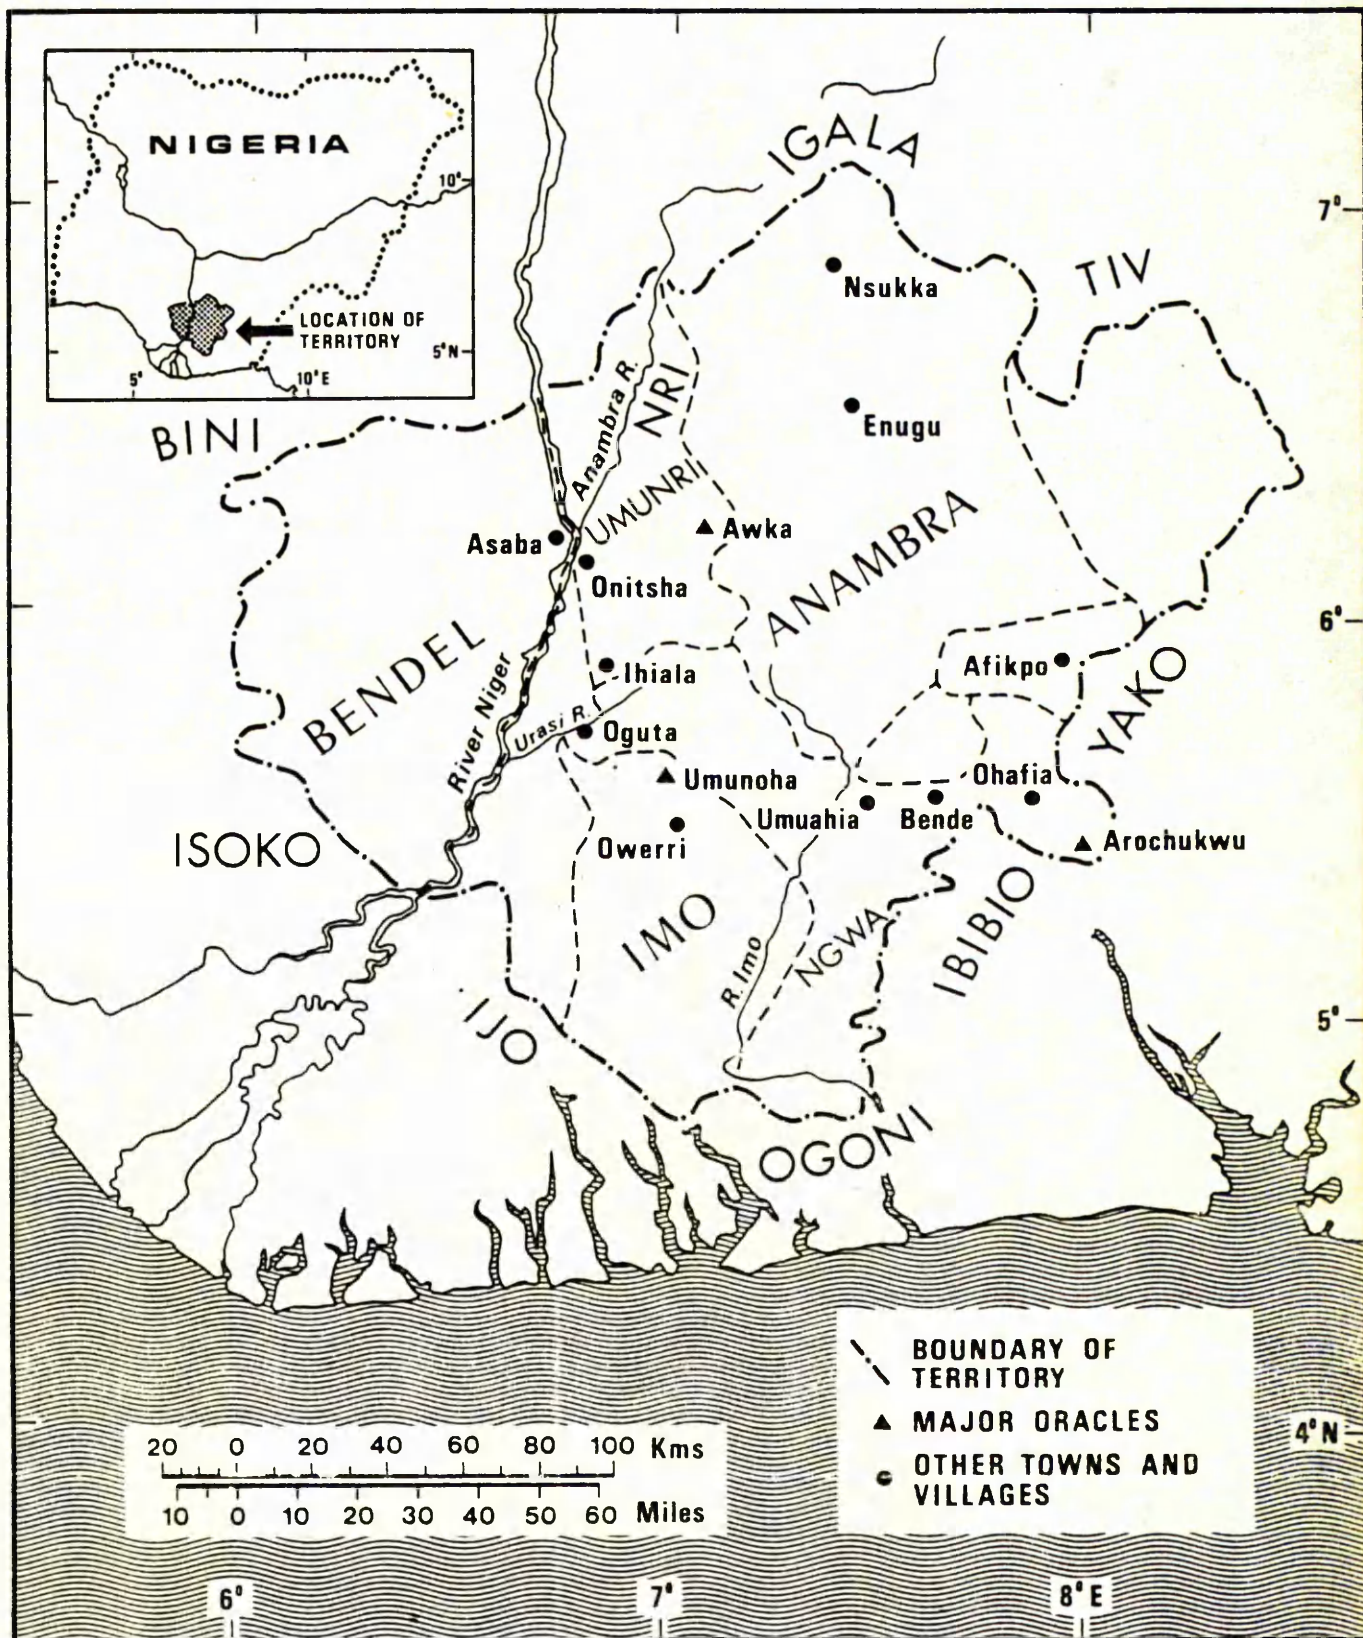 NIGERIA
10°
LOCATION OF
TERRITORY
5°N
5°
10°E
IGALA
7°
TIV
Nsukka
BINI
Anambra R.
NRI
Enugu
UMUNRI
Asaba
Awka
Onitsha
ANAMBRA
6°
BENDEL
Ihiala
Afikpo
YAKO
River Niger
Urasi R.
Oguta
Umunoha
Ohafia
Umuahia
Bende
ISOKO
Owerri
Arochukwu
IMO
NGWA
IBIBIO
R. Imo
IJO
5°
OGONI
BOUNDARY OF
TERRITORY
MAJOR ORACLES
OTHER TOWNS AND
VILLAGES
4°N
20 0 20 40 60 80 100 Kms
10 0 10 20 30 40 50 60 Miles
6°
7°
8°E